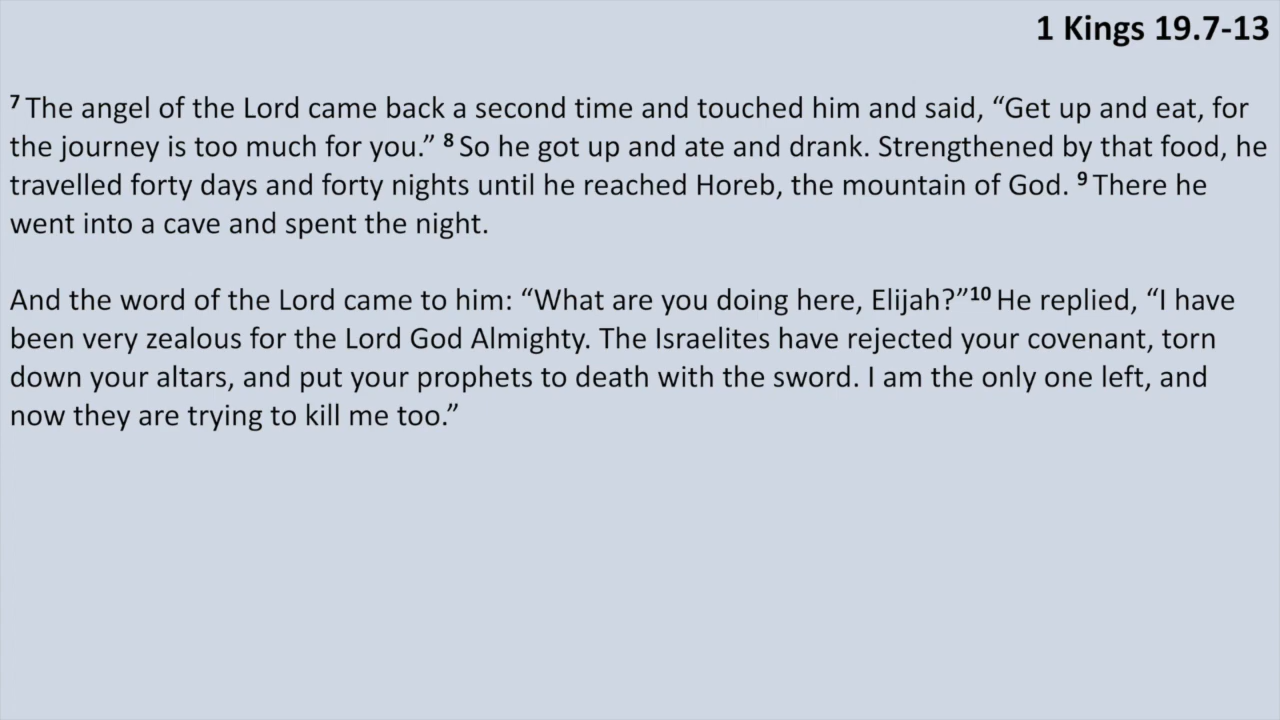 1 Kings 19.7-13
7 The angel of the Lord came back a second time and touched him and said, “Get up and eat, for
the journey is too much for you.” 8 So he got up and ate and drank. Strengthened by that food, he
travelled forty days and forty nights until he reached Horeb, the mountain of God. 9 There he
went into a cave and spent the night.
And the word of the Lord came to him: “What are you doing here, Elijah?”10 He replied, “I have
been very zealous for the Lord God Almighty. The Israelites have rejected your covenant, torn
down your altars, and put your prophets to death with the sword. I am the only one left, and
now they are trying to kill me too.”